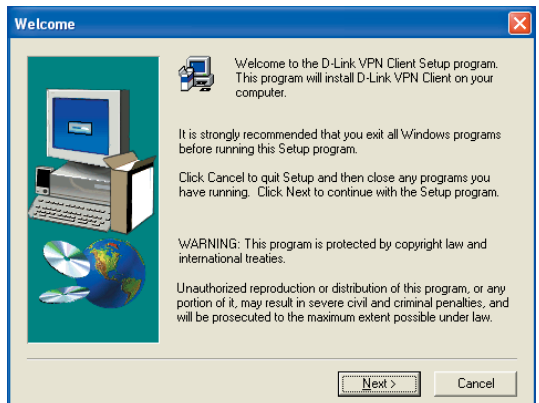 Welcome
Welcome to the D-Link VPN Client Setup program.
This program will install D-Link VPN Client on your
computer.
It is strongly recommended that you exit all Windows programs
before running this Setup program.
Click Cancel to quit Setup and then close any programs you
have running. Click Next to continue with the Setup program.
WARNING: This program is protected by copyright law and
international treaties.
Unauthorized reproduction or distribution of this program, or any
portion of it, may result in severe civil and criminal penalties, and
will be prosecuted to the maximum extent possible under law.
Next >
Cancel